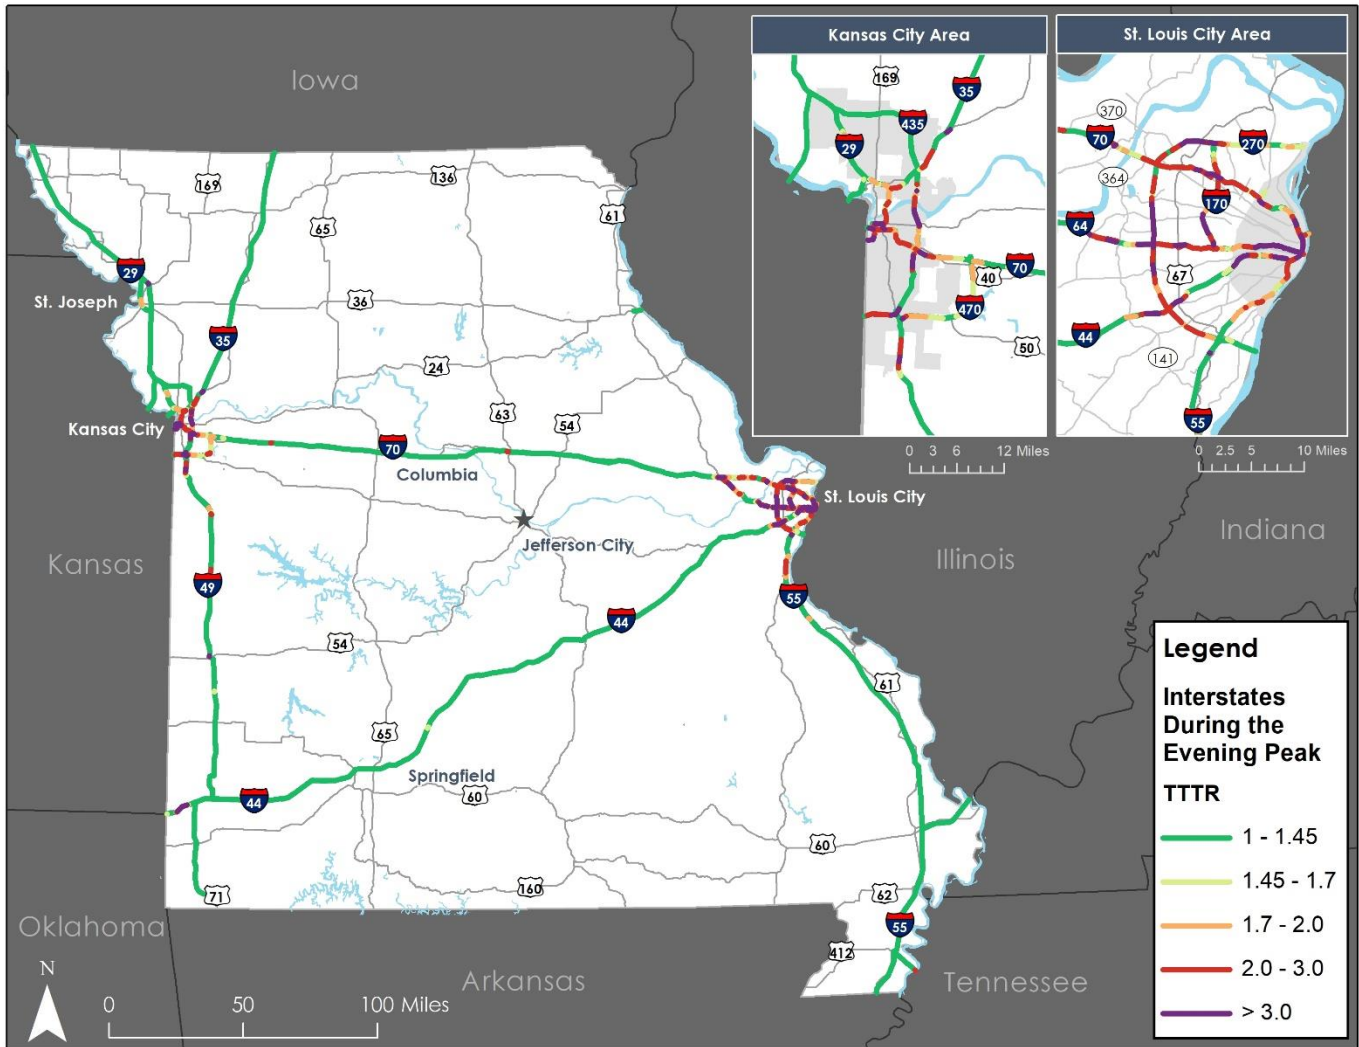 Kansas City Area
St. Louis City Area
Iowa
169
35
435
29
70
40
470
50
0 3 6 12 Miles
370
70
270
364
170
64
67
44
141
55
0 2.5 5 10 Miles
169
136
61
65
29
St. Joseph
36
35
24
63
54
Kansas City
70
Columbia
St. Louis City
Jefferson City
Kansas
Illinois
Indiana
49
55
44
54
61
65
Springfield
44
60
60
71
160
62
55
412
Oklahoma
Arkansas
Tennessee
N
0 50 100 Miles
Legend
Interstates
During the
Evening Peak
TTTR
1 - 1.45
1.45 - 1.7
1.7 - 2.0
2.0 - 3.0
> 3.0